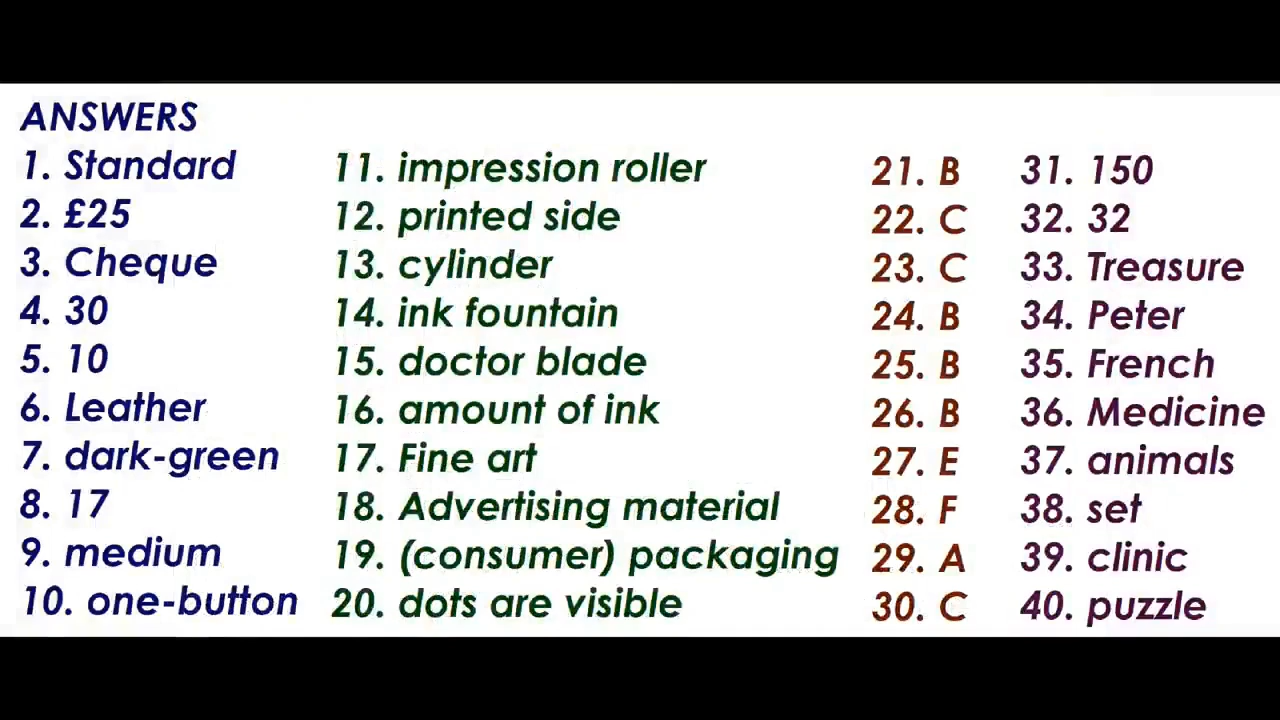 ANSWERS
1. Standard
2. £25
3. Cheque
4. 30
5. 10
6. Leather
7. dark-green
8. 17
9. medium
10. one-button
11. impression roller
12. printed side
13. cylinder
14. ink fountain
15. doctor blade
16. amount of ink
17. Fine art
18. Advertising material
19. (consumer) packaging
20. dots are visible
21. B
22. C
23. C
24. B
25. B
26. B
27. E
28. F
29. A
30. C
31. 150
32. 32
33. Treasure
34. Peter
35. French
36. Medicine
37. animals
38. set
39. clinic
40. puzzle